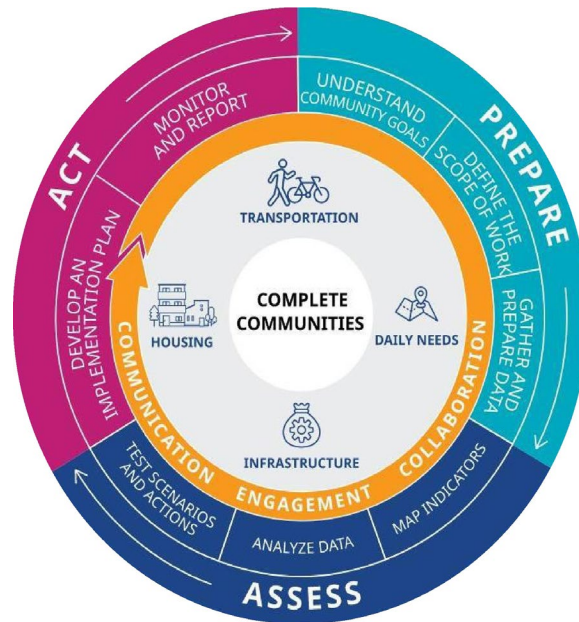 PREPARE
UNDERSTAND
COMMUNITY GOALS
DEFINE THE
SCOPE OF WORK
GATHER AND
PREPARE DATA
ASSESS
MAP INDICATORS
ANALYZE DATA
TEST SCENARIOS
AND ACTIONS
ACT
DEVELOP AN
IMPLEMENTATION PLAN
MONITOR
AND REPORT
COMMUNICATION
ENGAGEMENT
COLLABORATION
TRANSPORTATION
HOUSING
DAILY NEEDS
INFRASTRUCTURE
COMPLETE
COMMUNITIES